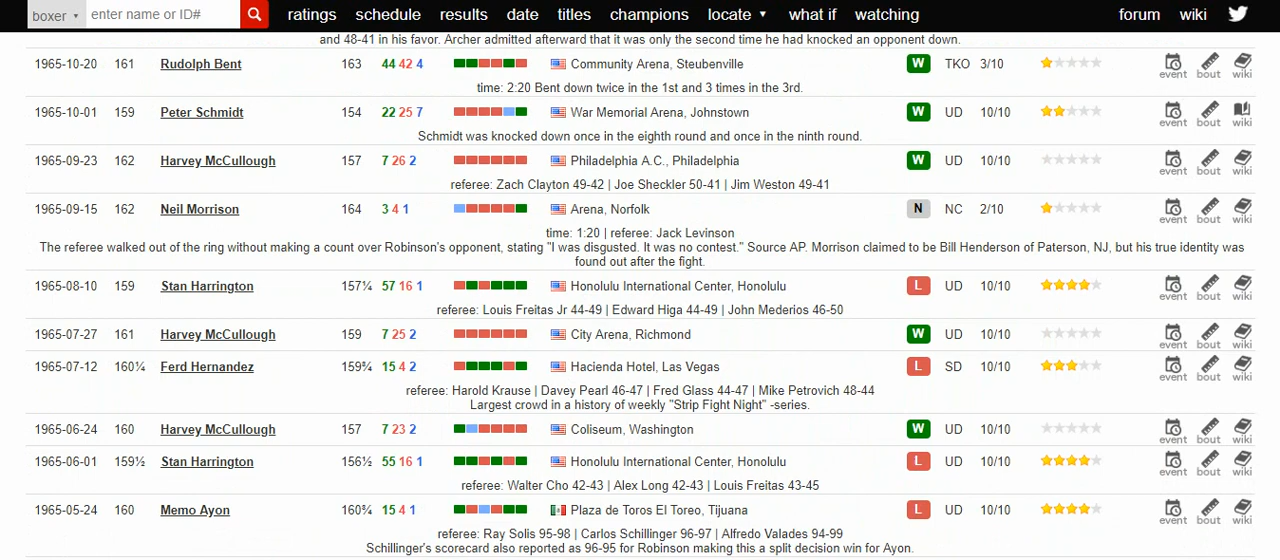 boxer ▾ enter name or ID# ratings schedule results date titles champions locate ▼ what if watching forum wiki
and 48-41 in his favor. Archer admitted afterward that it was only the second time he had knocked an opponent down.
1965-10-20 161 Rudolph Bent 163 44 42 4 Community Arena, Steubenville W TKO 3/10 event bout wiki
time: 2:20 Bent down twice in the 1st and 3 times in the 3rd.
1965-10-01 159 Peter Schmidt 154 22 25 7 War Memorial Arena, Johnstown W UD 10/10 event bout wiki
Schmidt was knocked down once in the eighth round and once in the ninth round.
1965-09-23 162 Harvey McCullough 157 7 26 2 Philadelphia A.C., Philadelphia W UD 10/10 event bout wiki
referee: Zach Clayton 49-42 | Joe Sheckler 50-41 | Jim Weston 49-41
1965-09-15 162 Neil Morrison 164 3 4 1 Arena, Norfolk N NC 2/10 event bout wiki
time: 1:20 | referee: Jack Levinson
The referee walked out of the ring without making a count over Robinson's opponent, stating "I was disgusted. It was no contest." Source AP. Morrison claimed to be Bill Henderson of Paterson, NJ, but his true identity was
found out after the fight.
1965-08-10 159 Stan Harrington 157¼ 57 16 1 Honolulu International Center, Honolulu L UD 10/10 event bout wiki
referee: Louis Freitas Jr 44-49 | Edward Higa 44-49 | John Mederios 46-50
1965-07-27 161 Harvey McCullough 159 7 25 2 City Arena, Richmond W UD 10/10 event bout wiki
1965-07-12 160¼ Ferd Hernandez 159¾ 15 4 2 Hacienda Hotel, Las Vegas L SD 10/10 event bout wiki
referee: Harold Krause | Davey Pearl 46-47 | Fred Glass 44-47 | Mike Petrovich 48-44
Largest crowd in a history of weekly "Strip Fight Night" -series.
1965-06-24 160 Harvey McCullough 157 7 23 2 Coliseum, Washington W UD 10/10 event bout wiki
1965-06-01 159½ Stan Harrington 156½ 55 16 1 Honolulu International Center, Honolulu L UD 10/10 event bout wiki
referee: Walter Cho 42-43 | Alex Long 42-43 | Louis Freitas 43-45
1965-05-24 160 Memo Ayon 160¾ 15 4 1 Plaza de Toros El Toreo, Tijuana L UD 10/10 event bout wiki
referee: Ray Solis 95-98 | Carlos Schillinger 96-97 | Alfredo Valades 94-99
Schillinger's scorecard also reported as 96-95 for Robinson making this a split decision win for Ayon.